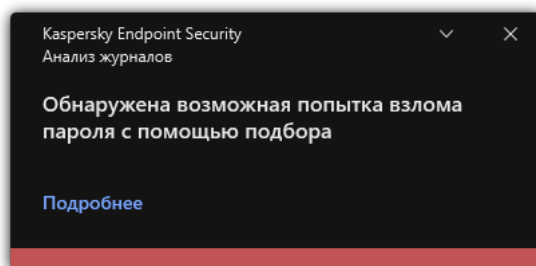 Kaspersky Endpoint Security
Анализ журналов
Обнаружена возможная попытка взлома
пароля с помощью подбора
Подробнее